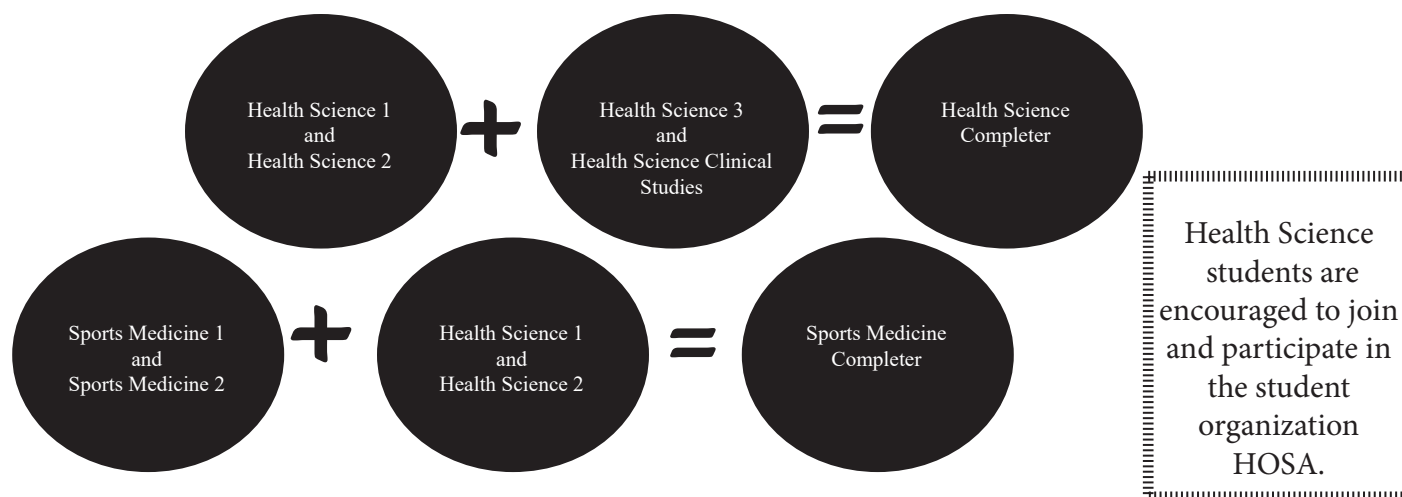 Health Science 1
and
Health Science 2
+
Health Science 3
and
Health Science Clinical
Studies
=
Health Science
Completer
Sports Medicine 1
and
Sports Medicine 2
+
Health Science 1
and
Health Science 2
=
Sports Medicine
Completer
Health Science
students are
encouraged to join
and participate in
the student
organization
HOSA.